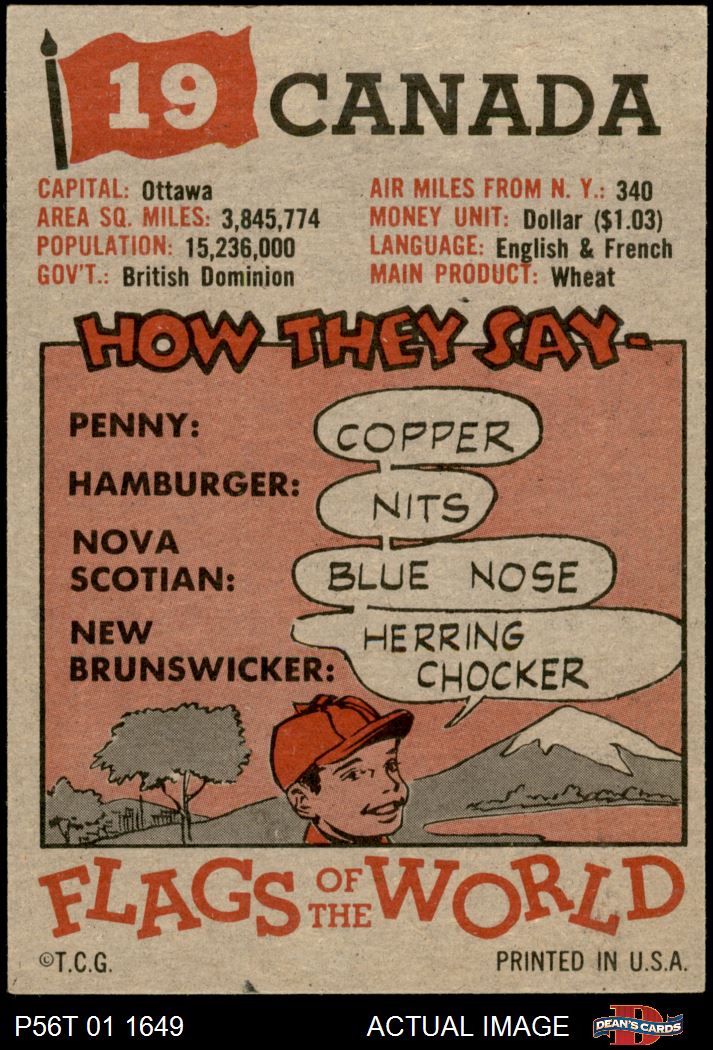 19 CANADA
CAPITAL: Ottawa
AREA SQ. MILES: 3,845,774
POPULATION: 15,236,000
GOV'T.: British Dominion
AIR MILES FROM N. Y.: 340
MONEY UNIT: Dollar ($1.03)
LANGUAGE: English & French
MAIN PRODUCT: Wheat
HOW THEY SAY-
PENNY: COPPER
HAMBURGER: NITS
NOVA
SCOTIAN: BLUE NOSE
NEW
BRUNSWICKER: HERRING
CHOCKER
FLAGS OF THE WORLD
©T.C.G.
PRINTED IN U.S.A.
P56T 01 1649
ACTUAL IMAGE
D
DEAN'S CARDS